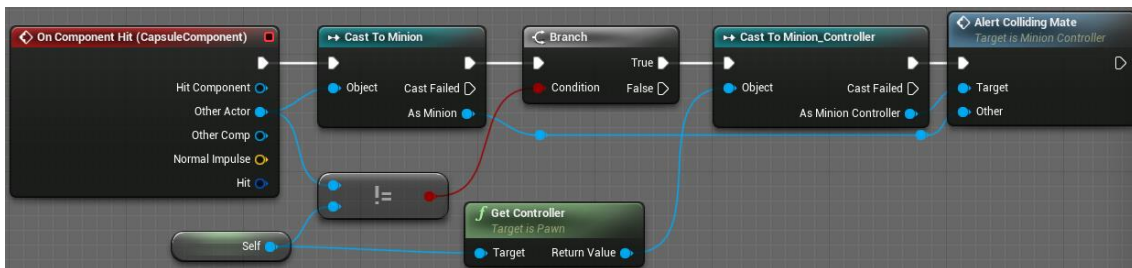 On Component Hit (CapsuleComponent)
Hit Component
Other Actor
Other Comp
Normal Impulse
Hit
Cast To Minion
Object
Cast Failed
As Minion
Branch
True
Condition
False
Cast To Minion_Controller
Object
Cast Failed
As Minion Controller
Alert Colliding Mate
Target is Minion Controller
Target
Other
!=
Self
f Get Controller
Target is Pawn
Target
Return Value